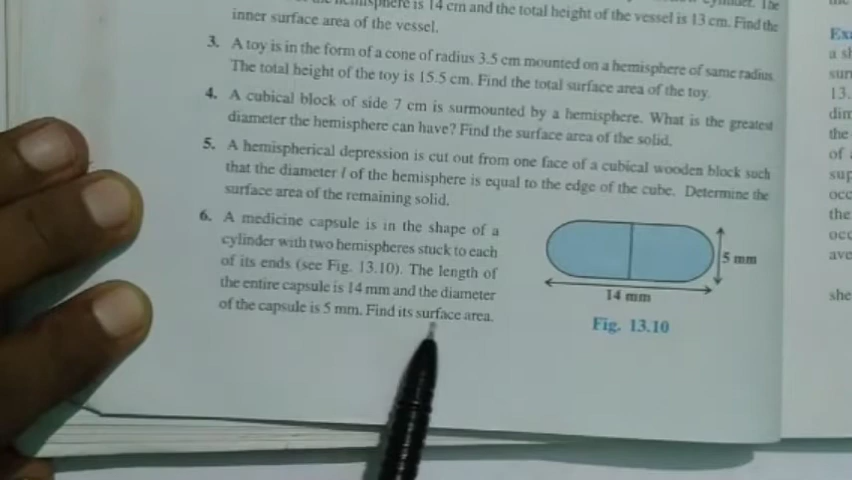 hemisphere is 14 cm and the total height of the vessel is 13 cm. Find the
inner surface area of the vessel.
3. A toy is in the form of a cone of radius 3.5 cm mounted on a hemisphere of same radius.
The total height of the toy is 15.5 cm. Find the total surface area of the toy.
4. A cubical block of side 7 cm is surmounted by a hemisphere. What is the greatest
diameter the hemisphere can have? Find the surface area of the solid.
5. A hemispherical depression is cut out from one face of a cubical wooden block such
that the diameter l of the hemisphere is equal to the edge of the cube. Determine the
surface area of the remaining solid.
6. A medicine capsule is in the shape of a
cylinder with two hemispheres stuck to each
of its ends (see Fig. 13.10). The length of
the entire capsule is 14 mm and the diameter
of the capsule is 5 mm. Find its surface area.
5 mm
14 mm
Fig. 13.10
13.
the
of
the
she